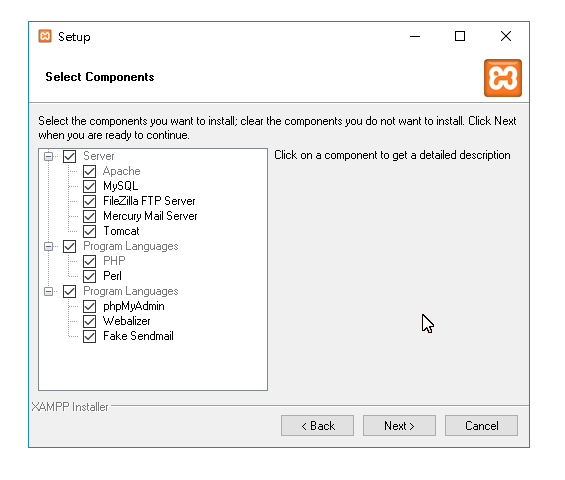 Setup
Select Components
Select the components you want to install; clear the components you do not want to install. Click Next
when you are ready to continue.
Server
Apache
MySQL
FileZilla FTP Server
Mercury Mail Server
Tomcat
Program Languages
PHP
Perl
Program Languages
phpMyAdmin
Webalizer
Fake Sendmail
Click on a component to get a detailed description
XAMPP Installer
< Back
Next >
Cancel